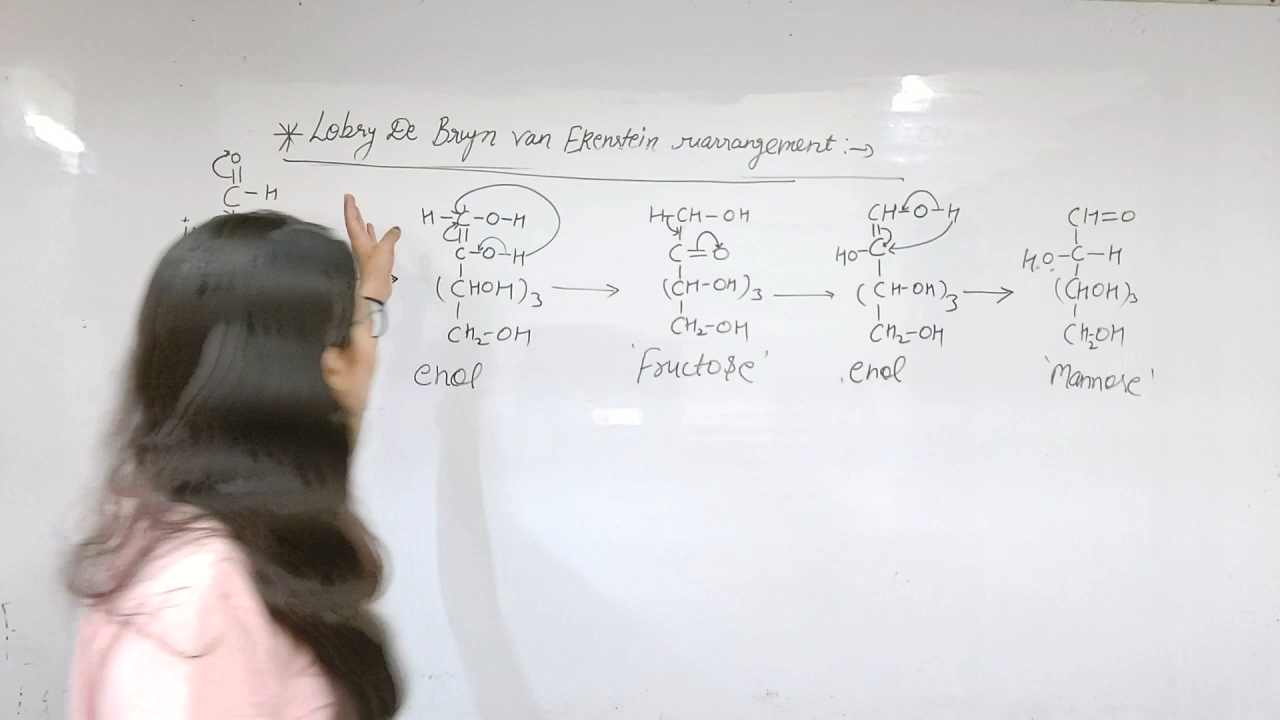 * Lobry De Bryn van Ekenstein rearrangement :→
O
C-H
H-C-O-H
C-O-H
(CHOH)3
CH2-OH
enol
H-CH-OH
C=O
(CH-OH)3
CH2-OH
'Fructose'
CH-O-H
HO-C
(CH-OH)3
CH2-OH
enol
CH=O
H.O-C-H
(CHOH)3
CH2OH
'Mannose'